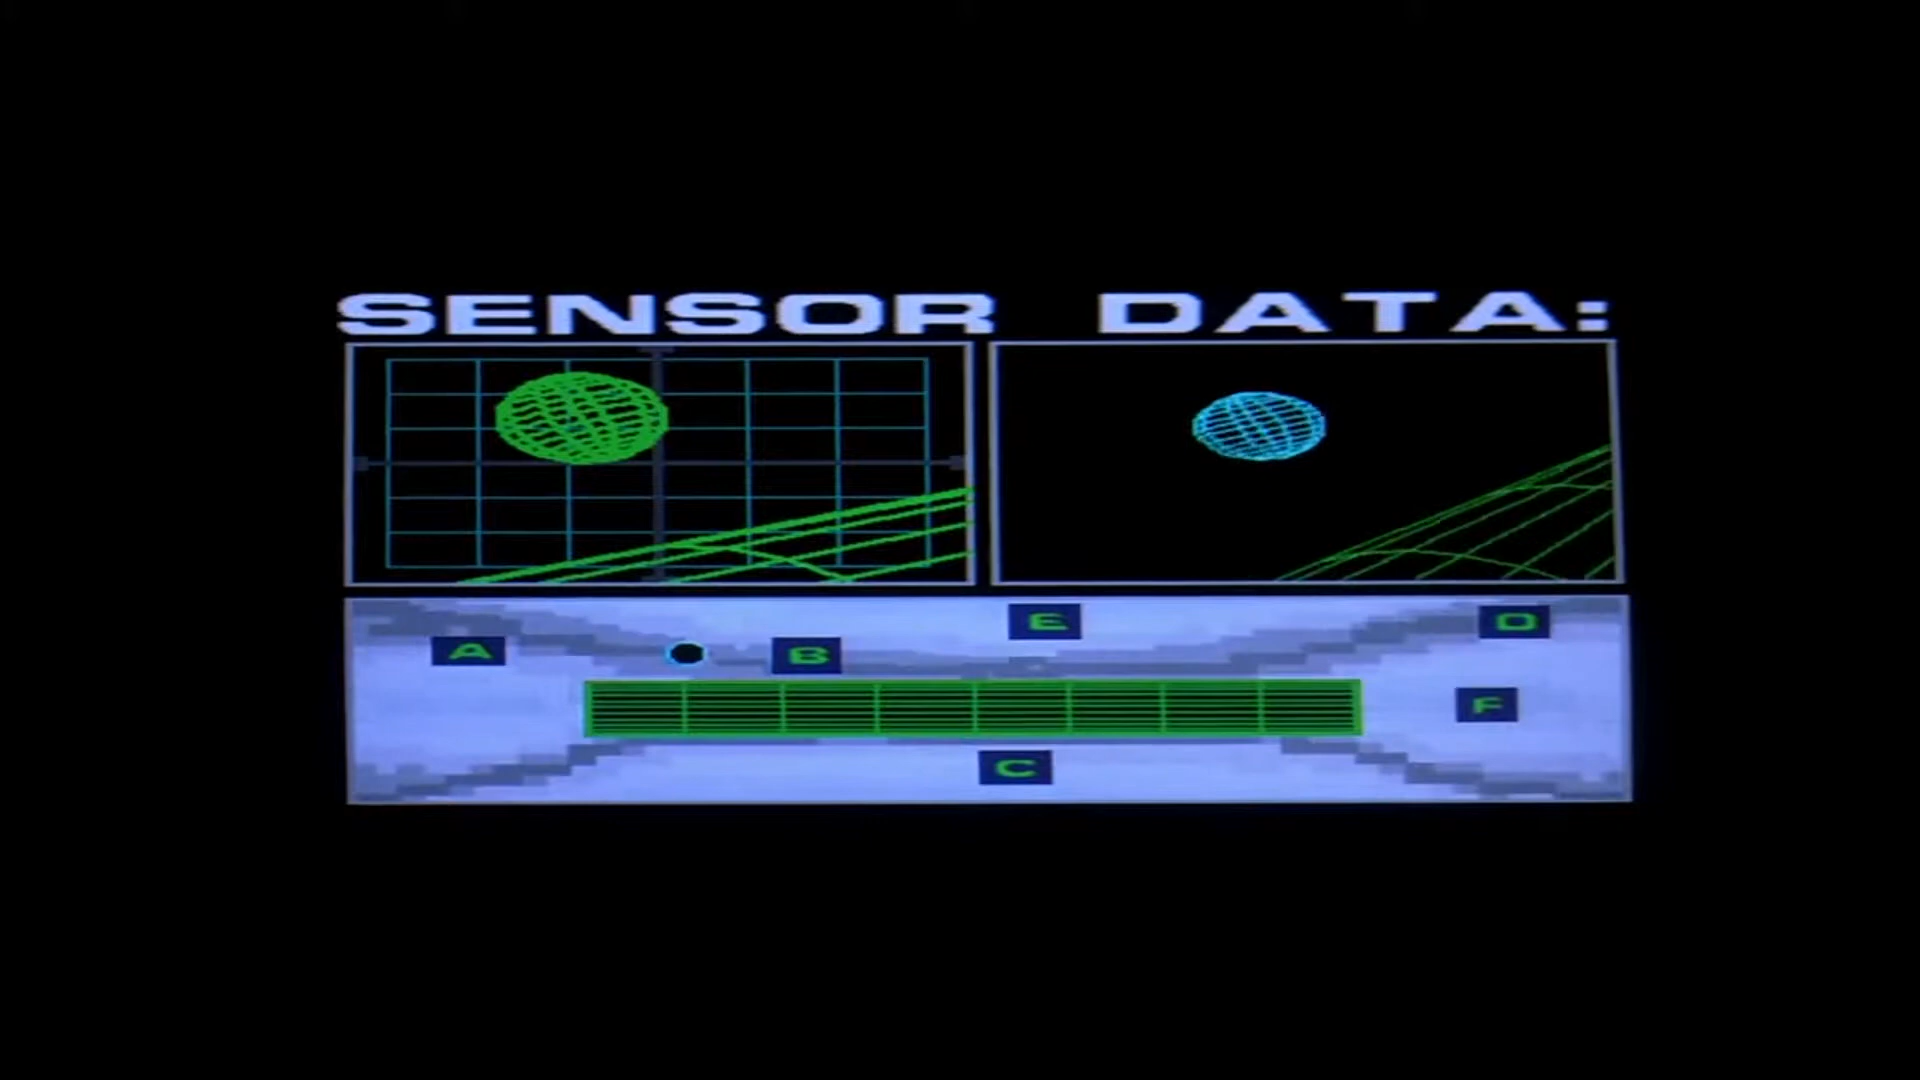 SENSOR DATA:
E D
A B
F
C